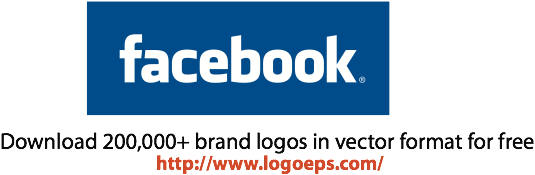 facebook®
Download 200,000+ brand logos in vector format for free
http://www.logoeps.com/